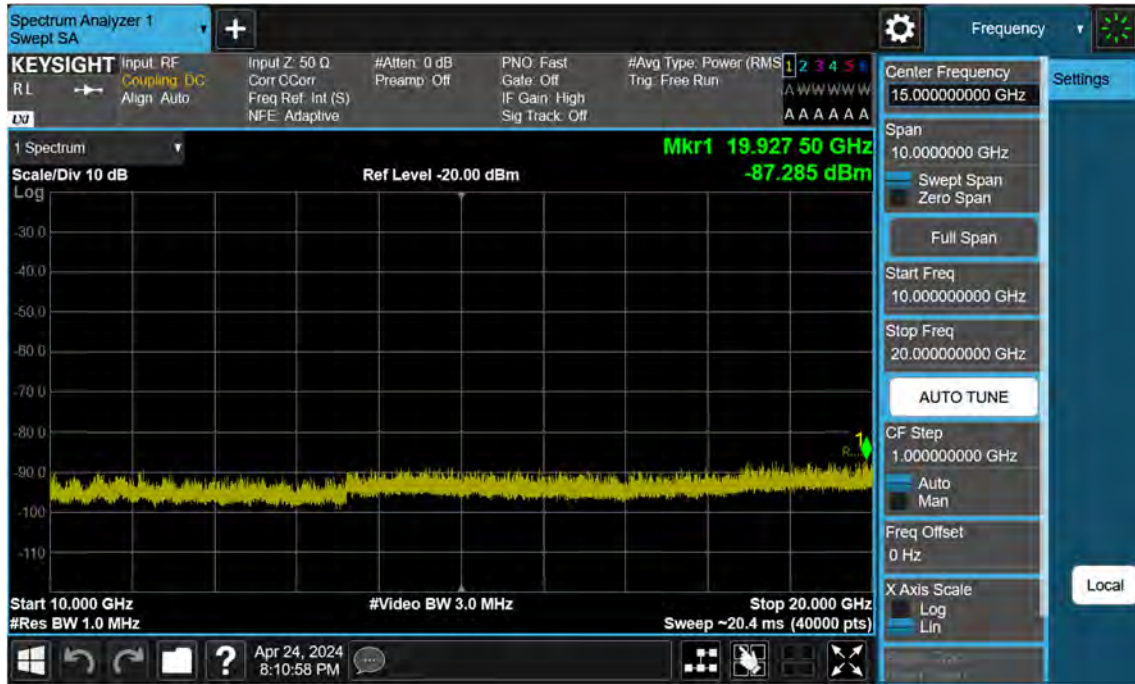 Spectrum Analyzer 1
Swept SA
+
Frequency
KEYSIGHT
RL
LXI
Input: RF
Coupling: DC
Align: Auto
Input Z: 50 Ω
Corr CCorr
Freq Ref: Int (S)
NFE: Adaptive
#Atten: 0 dB
Preamp: Off
PNO: Fast
Gate: Off
IF Gain: High
Sig Track: Off
#Avg Type: Power (RMS
Trig: Free Run
1 2 3 4 5 6
A W W W W W
A A A A A A
1 Spectrum
Mkr1 19.927 50 GHz
Scale/Div 10 dB
Ref Level -20.00 dBm
-87.285 dBm
Log
-30.0
-40.0
-50.0
-60.0
-70.0
-80.0
-90.0
-100
-110
1
R...
Start 10.000 GHz
#Video BW 3.0 MHz
Stop 20.000 GHz
#Res BW 1.0 MHz
Sweep ~20.4 ms (40000 pts)
Center Frequency
15.000000000 GHz
Settings
Span
10.0000000 GHz
Swept Span
Zero Span
Full Span
Start Freq
10.000000000 GHz
Stop Freq
20.000000000 GHz
AUTO TUNE
CF Step
1.000000000 GHz
Auto
Man
Freq Offset
0 Hz
X Axis Scale
Log
Lin
Local
?
Apr 24, 2024
8:10:58 PM